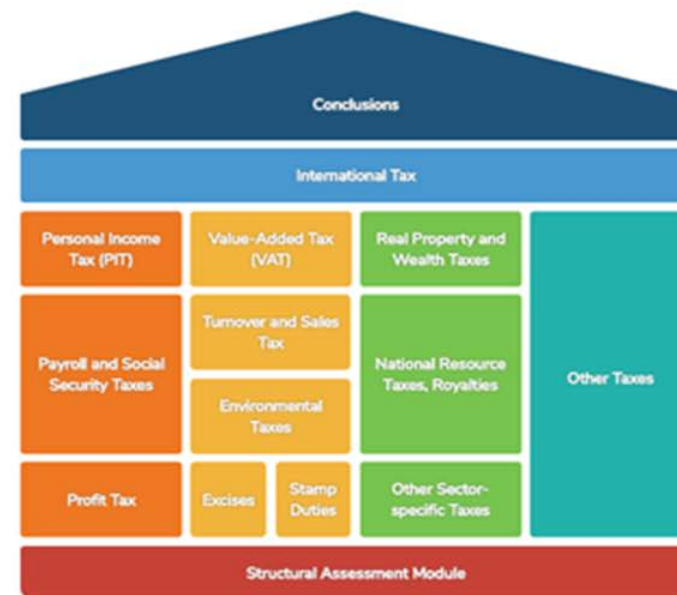 Conclusions
International Tax
Personal Income
Tax (PIT)
Value-Added Tax
(VAT)
Real Property and
Wealth Taxes
Turnover and Sales
Tax
Payroll and Social
Security Taxes
National Resource
Taxes, Royalties
Other Taxes
Environmental
Taxes
Profit Tax
Excises
Stamp
Duties
Other Sector-
specific Taxes
Structural Assessment Module